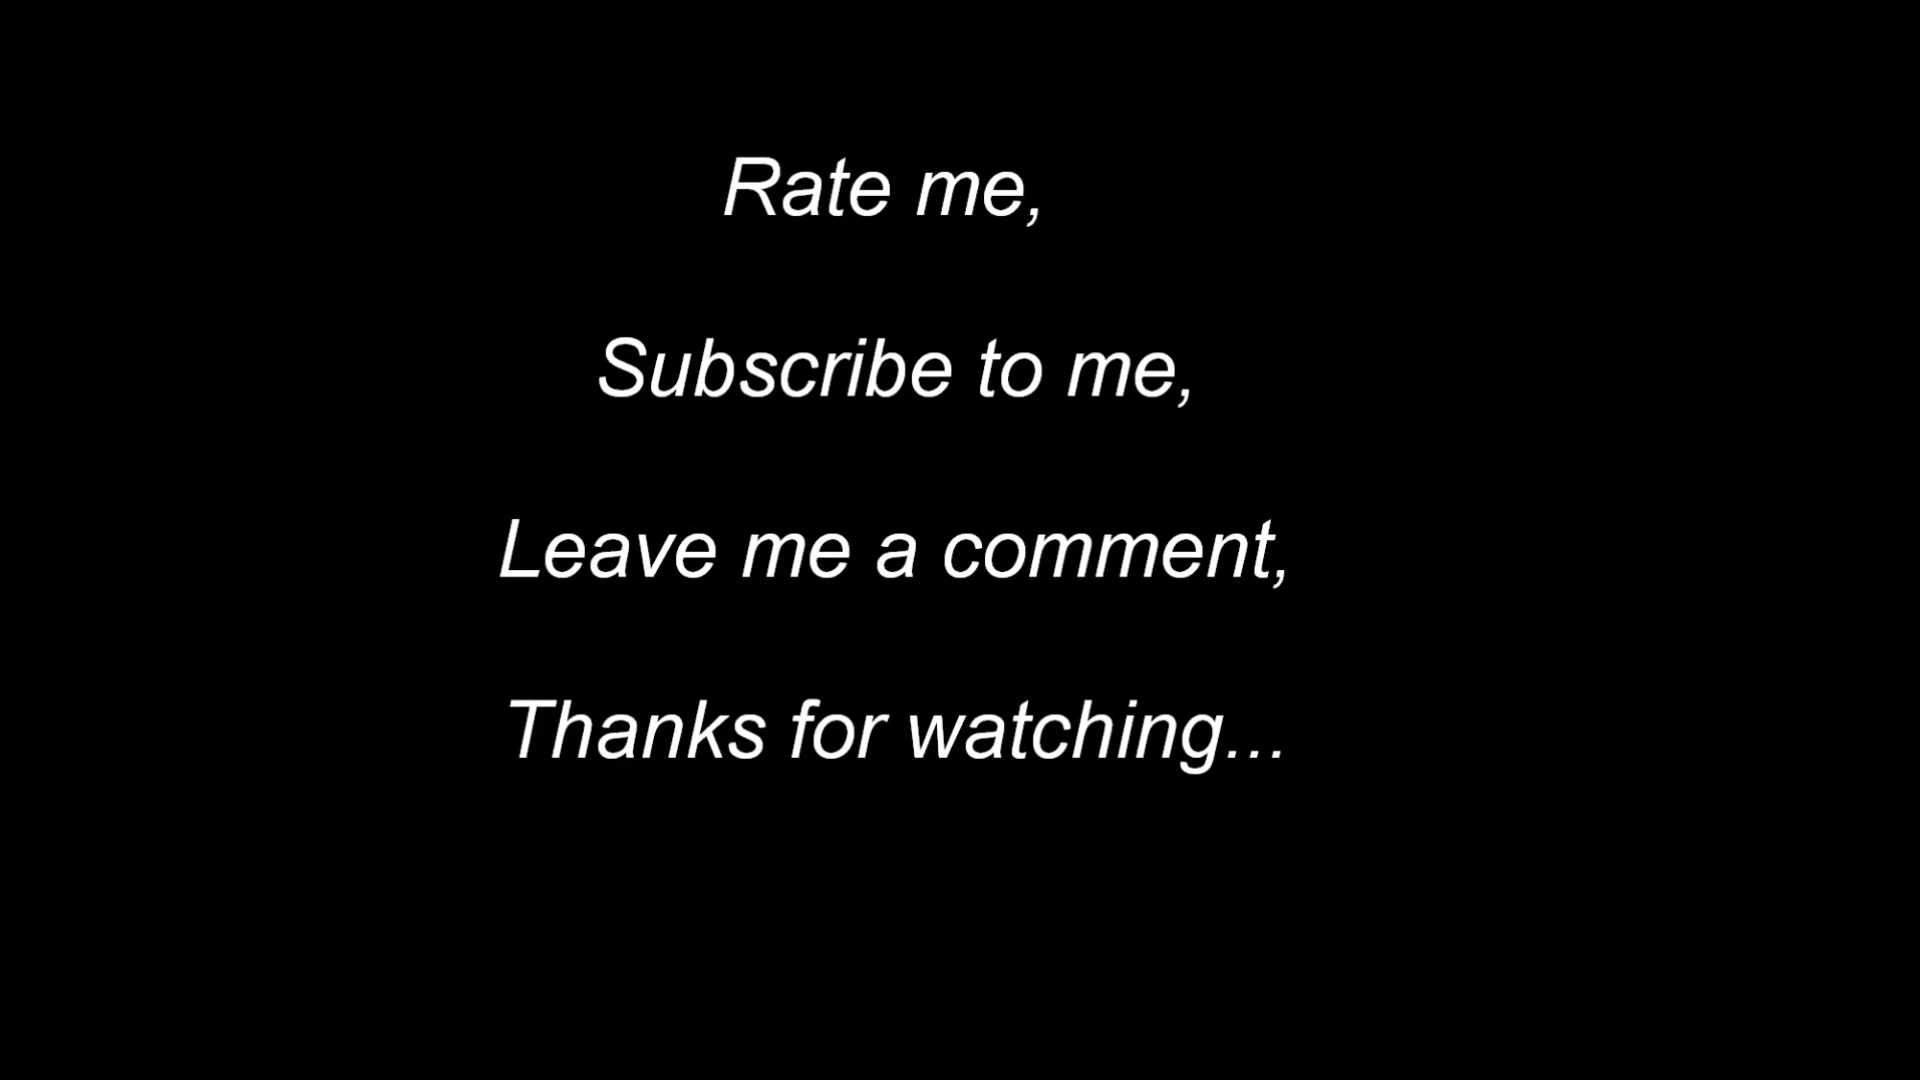 Rate me,
Subscribe to me,
Leave me a comment,
Thanks for watching...